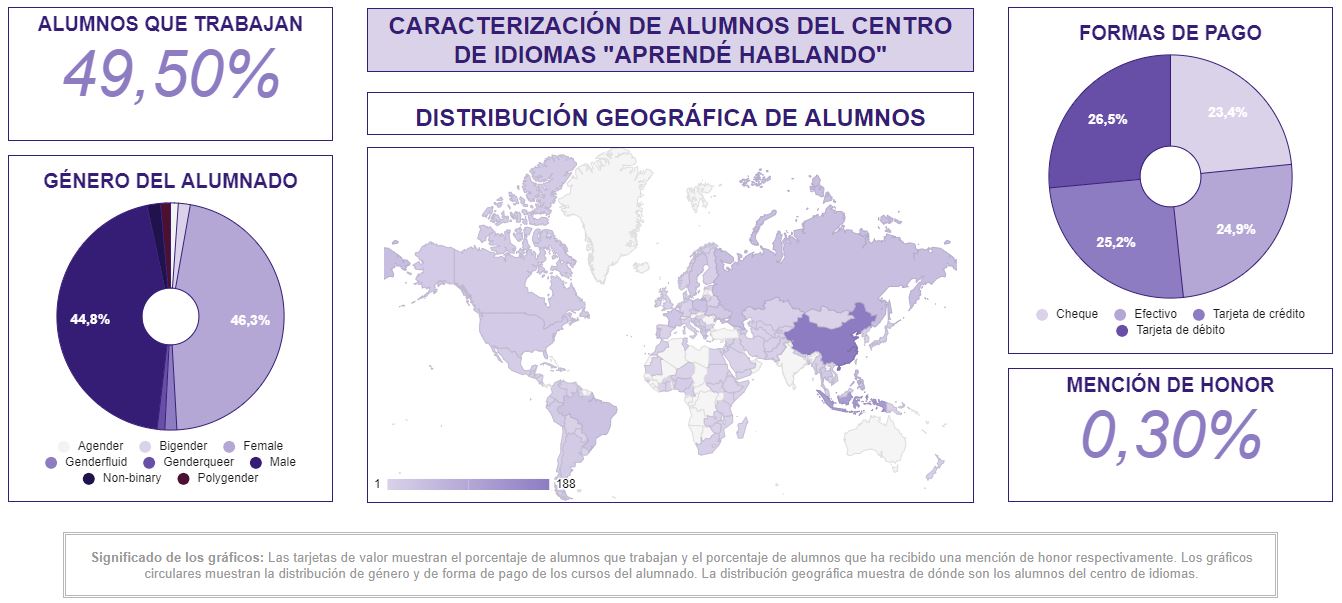 ALUMNOS QUE TRABAJAN
49,50%
GÉNERO DEL ALUMNADO
44,8%
46,3%
Agender
Bigender
Female
Genderfluid
Genderqueer
Male
Non-binary
Polygender
CARACTERIZACIÓN DE ALUMNOS DEL CENTRO
DE IDIOMAS "APRENDÉ HABLANDO"
DISTRIBUCIÓN GEOGRÁFICA DE ALUMNOS
1
188
FORMAS DE PAGO
26,5%
23,4%
25,2%
24,9%
Cheque
Efectivo
Tarjeta de crédito
Tarjeta de débito
MENCIÓN DE HONOR
0,30%
Significado de los gráficos: Las tarjetas de valor muestran el porcentaje de alumnos que trabajan y el porcentaje de alumnos que ha recibido una mención de honor respectivamente. Los gráficos
circulares muestran la distribución de género y de forma de pago de los cursos del alumnado. La distribución geográfica muestra de dónde son los alumnos del centro de idiomas.